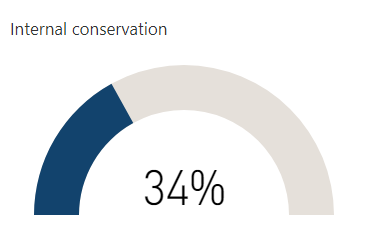 Internal conservation
34%